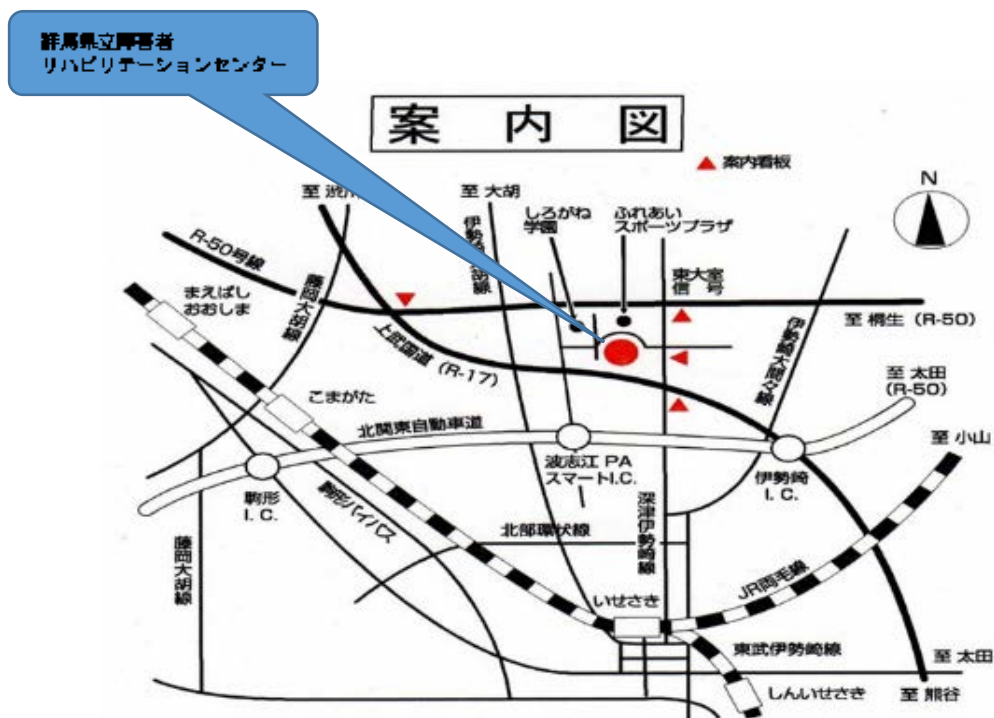 群馬県立障害者
リハビリテーションセンター
案内図
案内看板
N
至 渋川
至 大胡
しろがね
学園
ふれあい
スポーツプラザ
東大室
信号
R-50号線
まえばし
おおしま
藤岡大胡線
上武国道 (R-17)
至 桐生 (R-50)
伊勢崎大間々線
至 太田
(R-50)
こまがた
北関東自動車道
至 小山
駒形
I. C.
波志江 PA
スマートI.C.
伊勢崎
I. C.
駒形バイパス
北部環状線
深津伊勢崎線
藤岡大胡線
JR両毛線
いせさき
東武伊勢崎線
至 太田
しんいせさき
至 熊谷